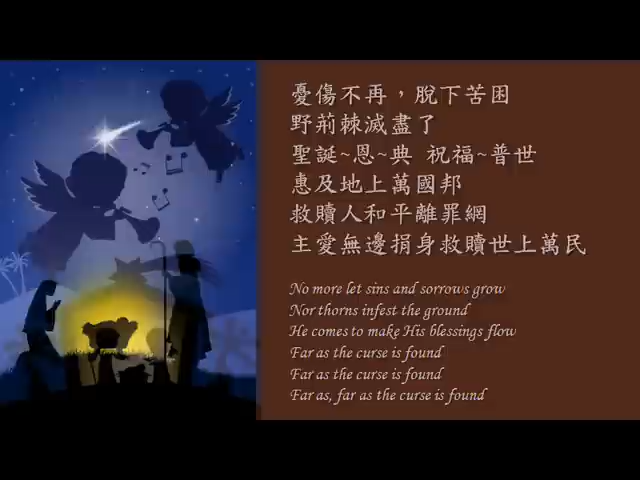 憂傷不再，脫下苦困
野荊棘滅盡了
聖誕~恩~典 祝福~普世
惠及地上萬國邦
救贖人和平離罪網
主愛無邊捐身救贖世上萬民
No more let sins and sorrows grow
Nor thorns infest the ground
He comes to make His blessings flow
Far as the curse is found
Far as the curse is found
Far as, far as the curse is found